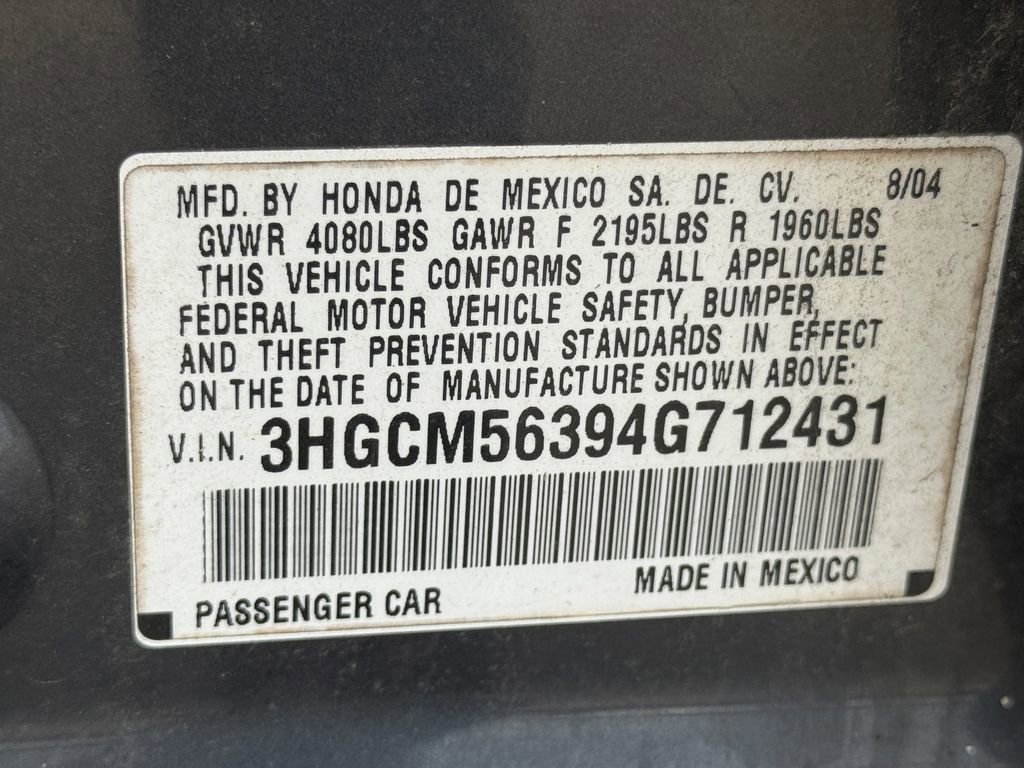 MFD. BY HONDA DE MEXICO SA. DE. CV. 8/04
GVWR 4080LBS GAWR F 2195LBS R 1960LBS
THIS VEHICLE CONFORMS TO ALL APPLICABLE
FEDERAL MOTOR VEHICLE SAFETY, BUMPER,
AND THEFT PREVENTION STANDARDS IN EFFECT
ON THE DATE OF MANUFACTURE SHOWN ABOVE:
V.I.N. 3HGCM56394G712431
PASSENGER CAR MADE IN MEXICO